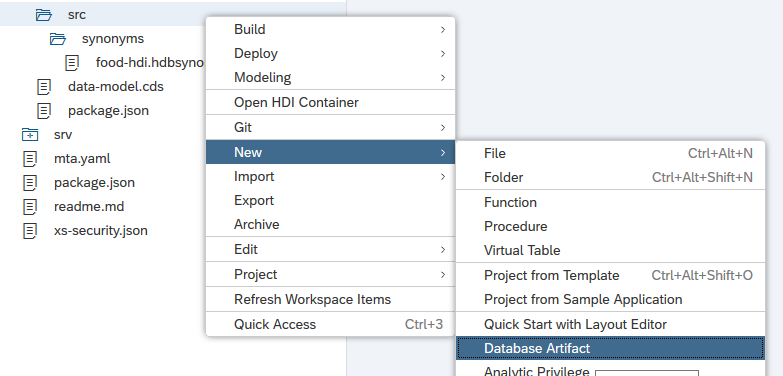 src
synonyms
food-hdi.hdbsyno
data-model.cds
package.json
srv
mta.yaml
package.json
readme.md
xs-security.json
Build
Deploy
Modeling
Open HDI Container
Git
New
Import
Export
Archive
Edit
Project
Refresh Workspace Items
Quick Access Ctrl+3
File Ctrl+Alt+N
Folder Ctrl+Alt+Shift+N
Function
Procedure
Virtual Table
Project from Template Ctrl+Alt+Shift+O
Project from Sample Application
Quick Start with Layout Editor
Database Artifact
Analytic Privilege